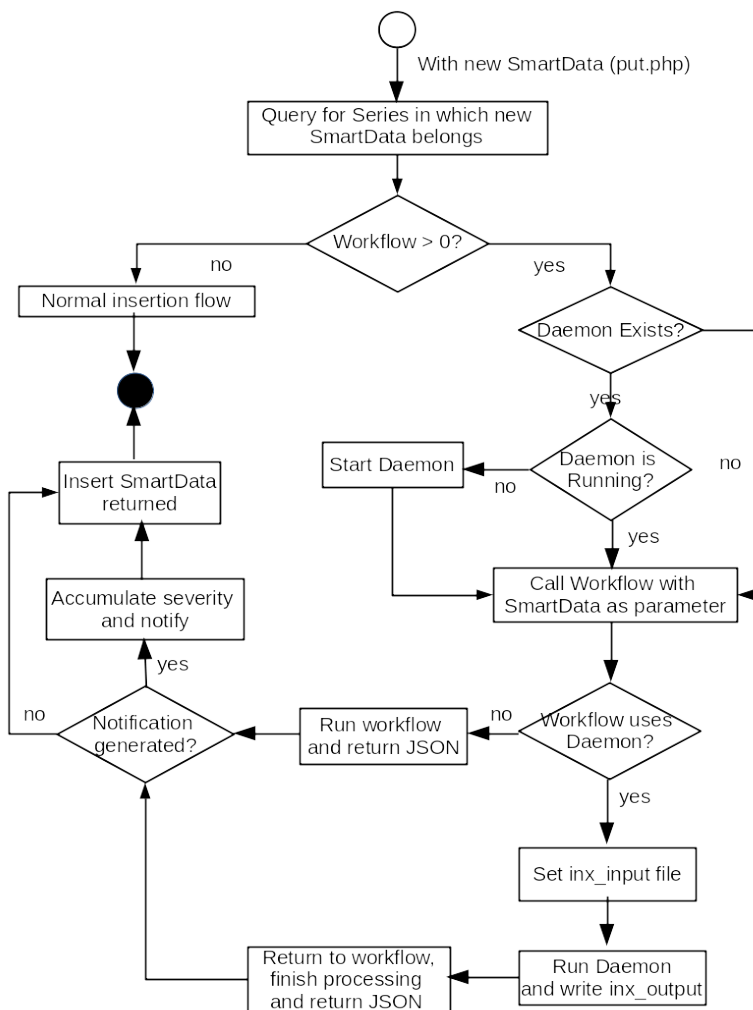 With new SmartData (put.php)
Query for Series in which new
SmartData belongs
Workflow > 0?
no
yes
Normal insertion flow
Daemon Exists?
yes
Insert SmartData
returned
Start Daemon
no
Daemon is
Running?
no
yes
Accumulate severity
and notify
Call Workflow with
SmartData as parameter
yes
no
Notification
generated?
Run workflow
and return JSON
no
Workflow uses
Daemon?
yes
Set inx_input file
Return to workflow,
finish processing
and return JSON
Run Daemon
and write inx_output